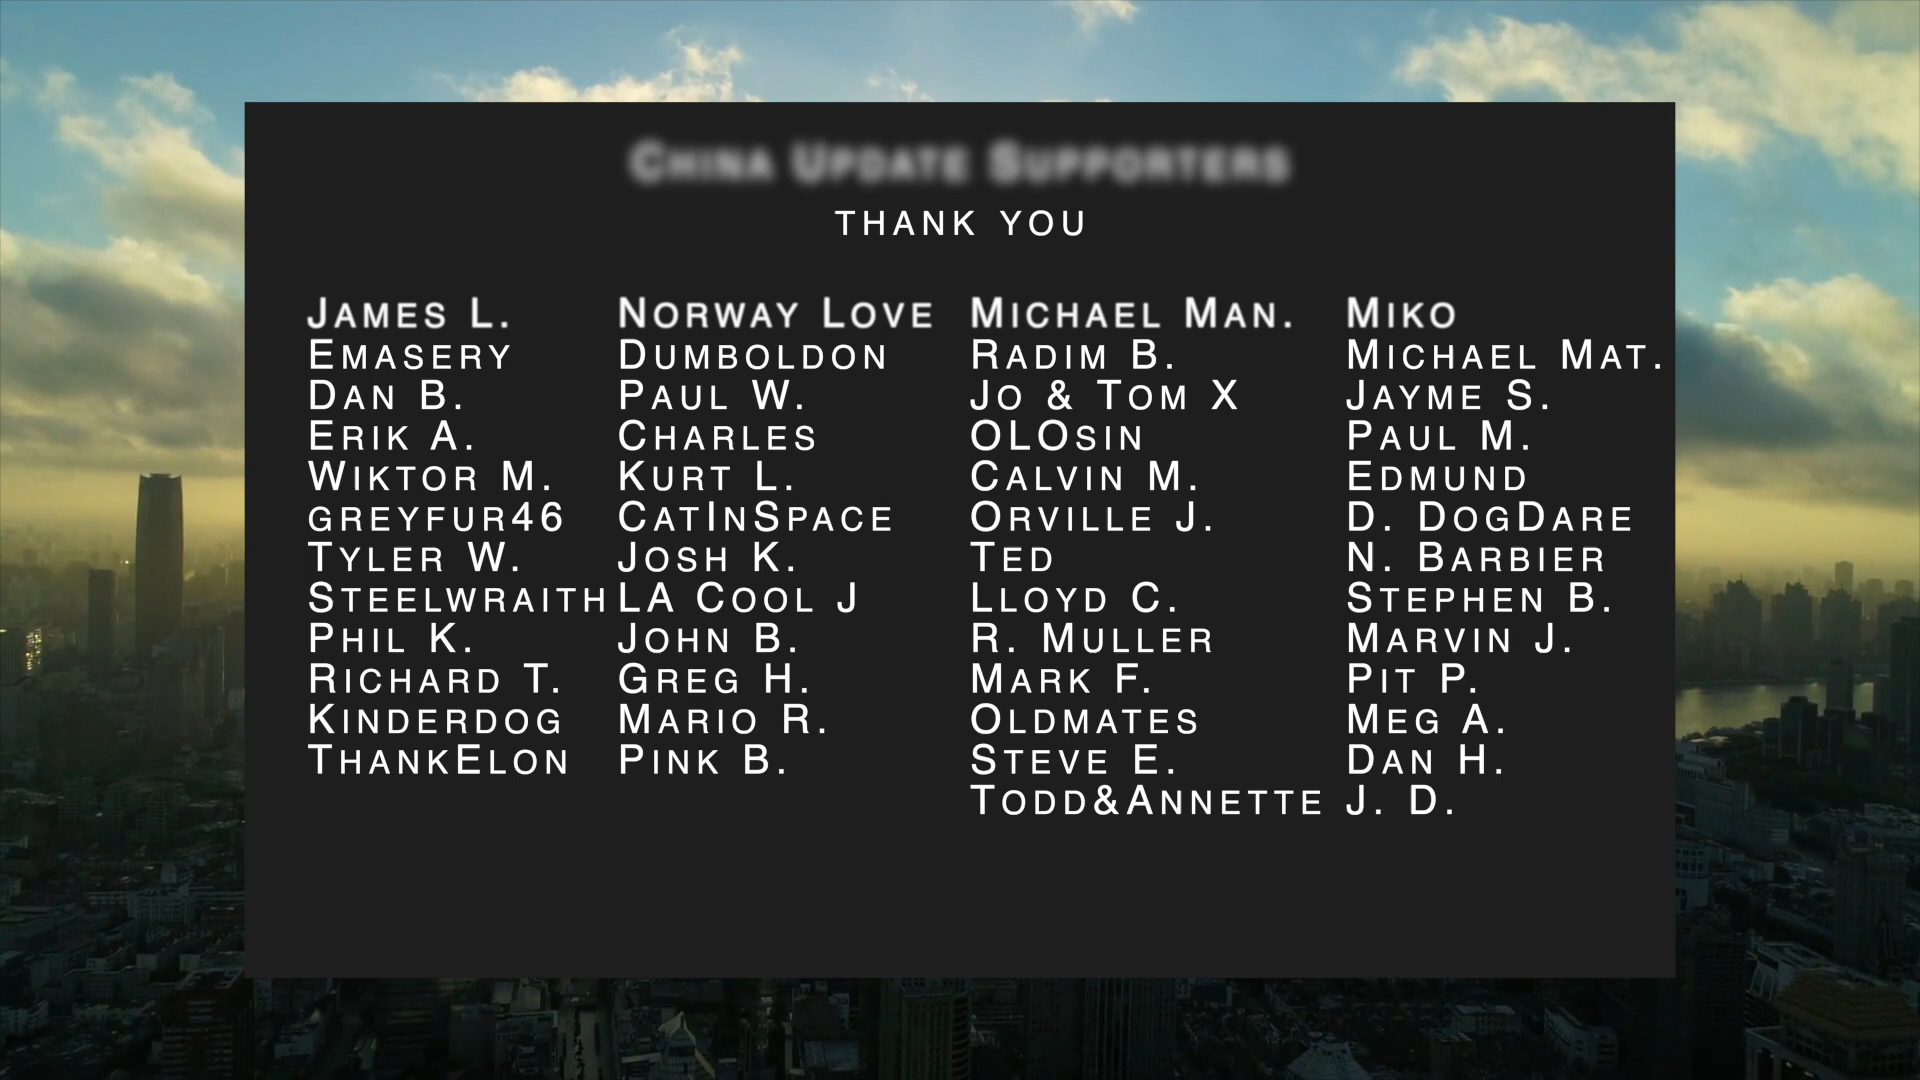 China Update Supporters
THANK YOU
James L.
Emasery
Dan B.
Erik A.
Wiktor M.
greyfur46
Tyler W.
Steelwraith
Phil K.
Richard T.
Kinderdog
ThankElon
Norway Love
Dumboldon
Paul W.
Charles
Kurt L.
CatInSpace
Josh K.
LA Cool J
John B.
Greg H.
Mario R.
Pink B.
Michael Man.
Radim B.
Jo & Tom X
OLOsin
Calvin M.
Orville J.
Ted
Lloyd C.
R. Muller
Mark F.
Oldmates
Steve E.
Todd&Annette
Miko
Michael Mat.
Jayme S.
Paul M.
Edmund
D. DogDare
N. Barbier
Stephen B.
Marvin J.
Pit P.
Meg A.
Dan H.
J. D.